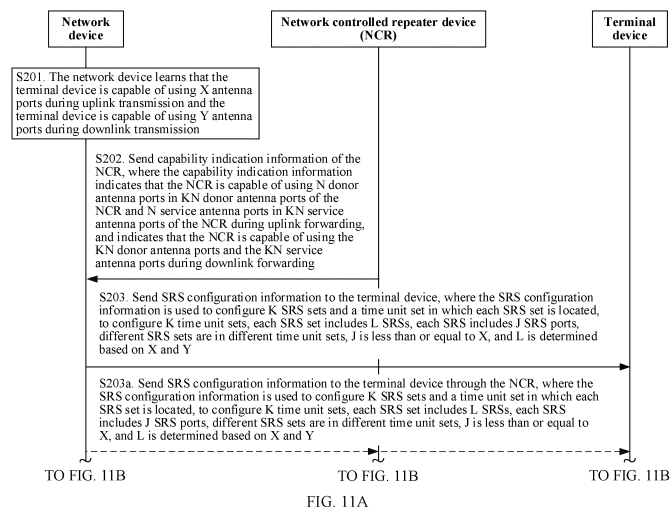 Network
device
Network controlled repeater device
(NCR)
Terminal
device
S201. The network device learns that the
terminal device is capable of using X antenna
ports during uplink transmission and the
terminal device is capable of using Y antenna
ports during downlink transmission
S202. Send capability indication information of the
NCR, where the capability indication information
indicates that the NCR is capable of using N donor
antenna ports in KN donor antenna ports of the
NCR and N service antenna ports in KN service
antenna ports of the NCR during uplink forwarding,
and indicates that the NCR is capable of using the
KN donor antenna ports and the KN service
antenna ports during downlink forwarding
S203. Send SRS configuration information to the terminal device, where the SRS configuration
information is used to configure K SRS sets and a time unit set in which each SRS set is located,
to configure K time unit sets, each SRS set includes L SRSs, each SRS includes J SRS ports,
different SRS sets are in different time unit sets, J is less than or equal to X, and L is determined
based on X and Y
S203a. Send SRS configuration information to the terminal device through the NCR, where the
SRS configuration information is used to configure K SRS sets and a time unit set in which each
SRS set is located, to configure K time unit sets, each SRS set includes L SRSs, each SRS
includes J SRS ports, different SRS sets are in different time unit sets, J is less than or equal to
X, and L is determined based on X and Y
TO FIG. 11B
TO FIG. 11B
TO FIG. 11B
FIG. 11A